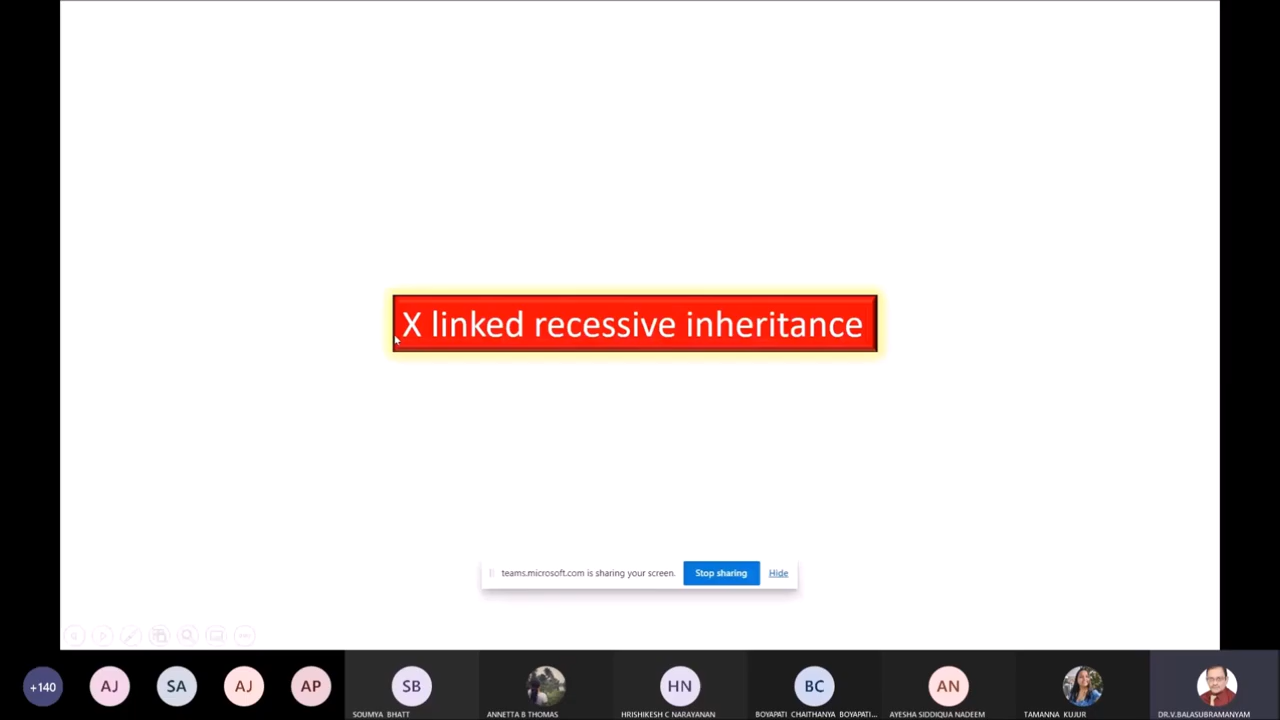 X linked recessive inheritance
teams.microsoft.com is sharing your screen.
Stop sharing
Hide
+140
AJ
SA
AJ
AP
SB
HN
BC
AN
SOUMYA BHATT
ANNETTA B THOMAS
HRISHIKESH C NARAYANAN
BOYAPATI CHAITHANYA BOYAPATI...
AYESHA SIDDIQUA NADEEM
TAMANNA KUJUR
DR.V.BALASUBRAMANYAM